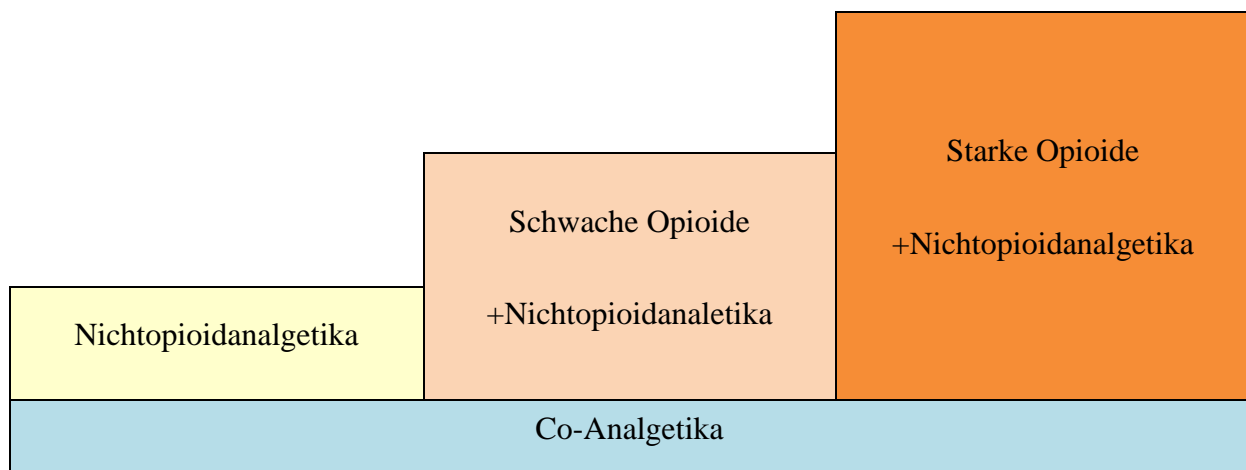 Starke Opioide
+Nichtopioidanalgetika
Schwache Opioide
+Nichtopioidanaletika
Nichtopioidanalgetika
Co-Analgetika